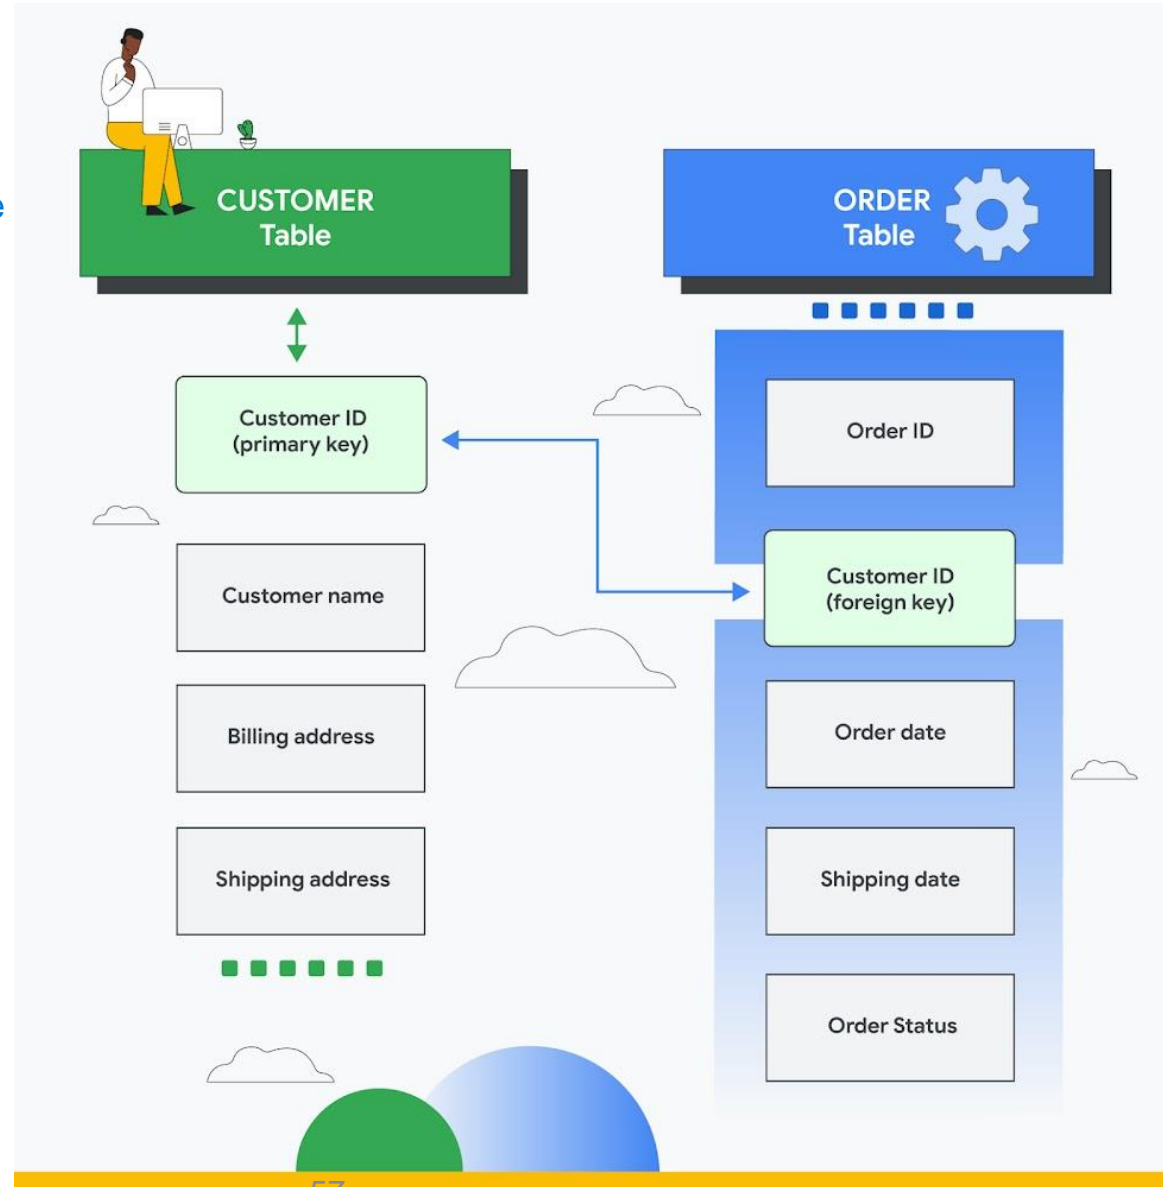 CUSTOMER
Table
Customer ID
(primary key)
Customer name
Billing address
Shipping address
ORDER
Table
Order ID
Customer ID
(foreign key)
Order date
Shipping date
Order Status